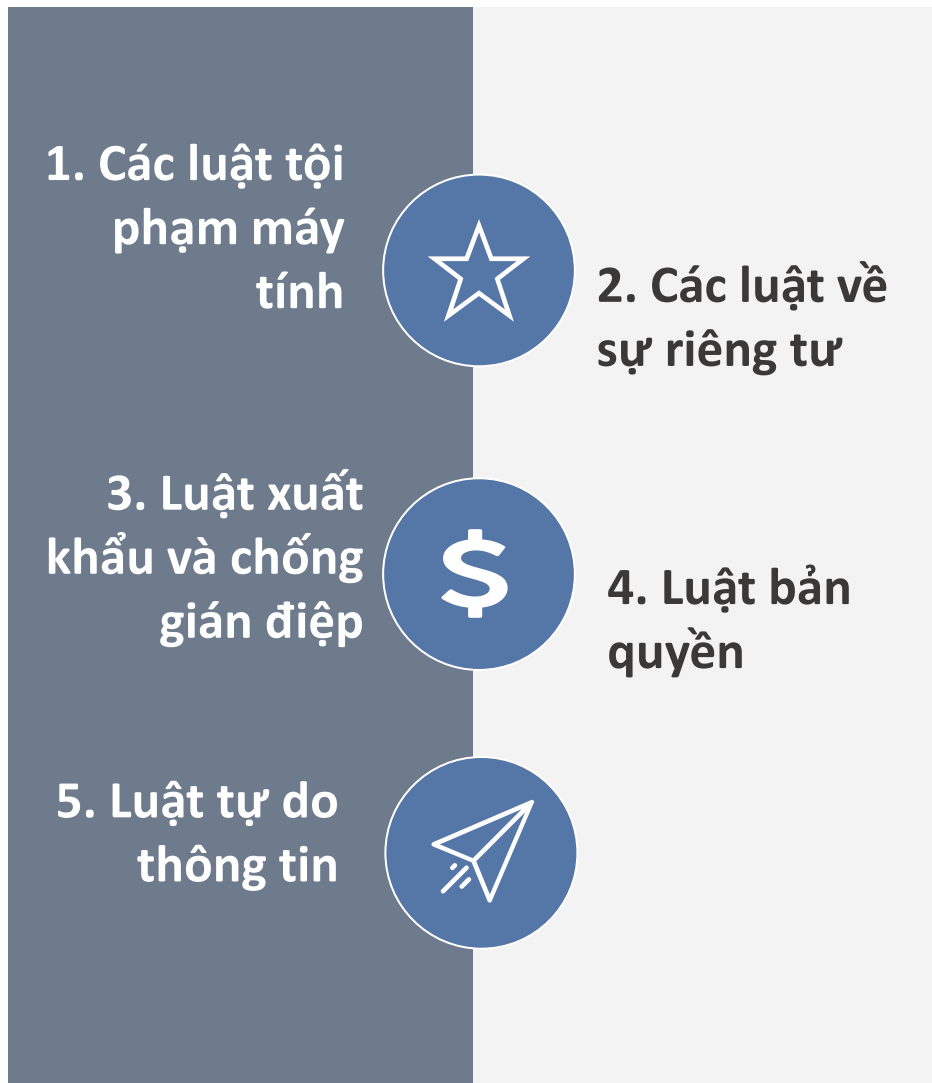 1. Các luật tội
phạm máy
tính
2. Các luật về
sự riêng tư
3. Luật xuất
khẩu và chống
gián điệp
4. Luật bản
quyền
5. Luật tự do
thông tin